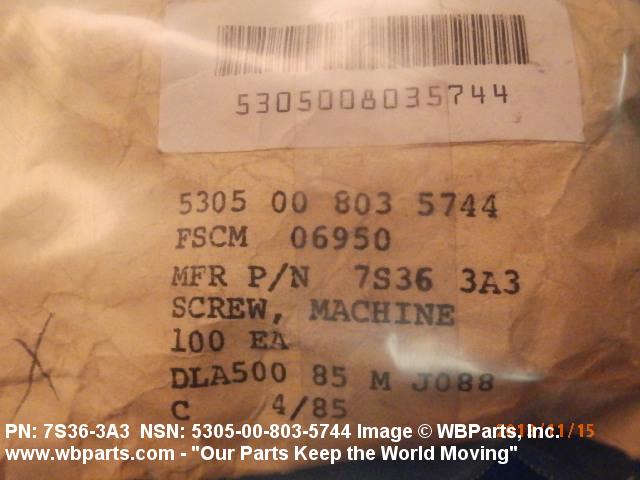 5305008035744
5305 00 803 5744
FSCM 06950
MFR P/N 7S36 3A3
SCREW, MACHINE
100 EA
X
DLA500 85 M J088
C 4/85
PN: 7S36-3A3 NSN: 5305-00-803-5744 Image © WBParts, Inc.
www.wbparts.com - "Our Parts Keep the World Moving"